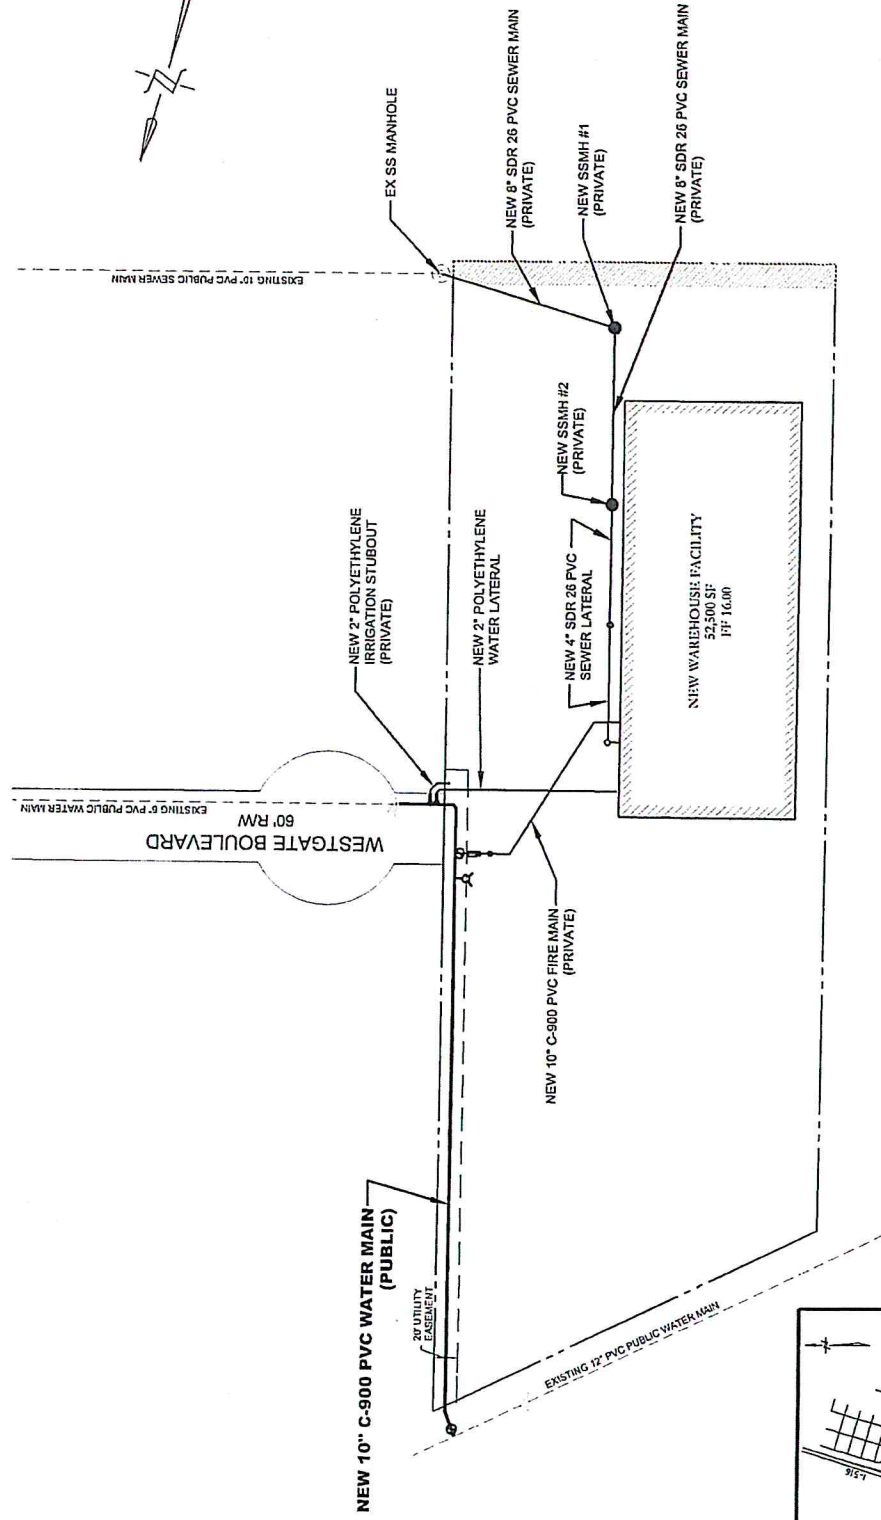 EX SS MANHOLE
NEW 8" SDR 26 PVC SEWER MAIN
(PRIVATE)
NEW SSMH #1
(PRIVATE)
NEW 8" SDR 26 PVC SEWER MAIN
(PRIVATE)
EXISTING 10" PVC PUBLIC SEWER MAIN
NEW SSMH #2
(PRIVATE)
NEW 2" POLYETHYLENE
IRRIGATION STUBOUT
(PRIVATE)
NEW 2" POLYETHYLENE
WATER LATERAL
NEW 4" SDR 26 PVC
SEWER LATERAL
NEW WAREHOUSE FACILITY
52,500 SF
FF 16.00
EXISTING 6" PVC PUBLIC WATER MAIN
60' R/W
WESTGATE BOULEVARD
NEW 10" C-900 PVC FIRE MAIN
(PRIVATE)
NEW 10" C-900 PVC WATER MAIN
(PUBLIC)
20' UTILITY
EASEMENT
EXISTING 12" PVC PUBLIC WATER MAIN
I-516